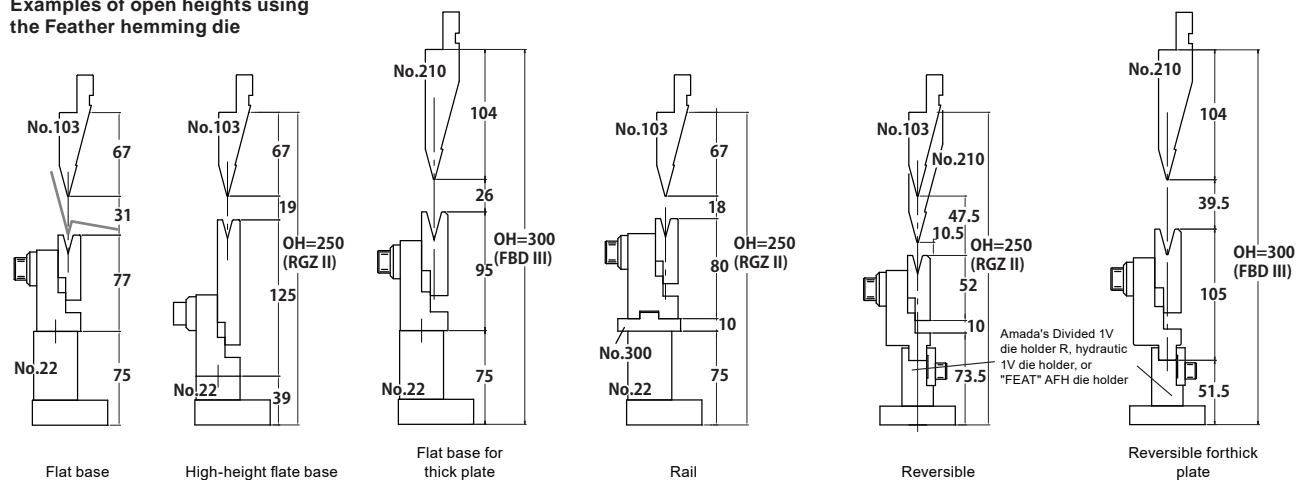 Examples of open heights using
the Feather hemming die
No.103
67
31
77
No.22
75
Flat base
No.103
67
19
OH=250
(RGZ II)
125
No.22
39
High-height flate base
No.210
104
26
OH=300
(FBD III)
95
No.22
75
Flat base for
thick plate
No.103
67
18
OH=250
(RGZ II)
80
10
No.300
No.22
75
Rail
No.103
No.210
47.5
10.5
OH=250
(RGZ II)
52
10
73.5
Amada's Divided 1V
die holder R, hydrautic
1V die holder, or
"FEAT" AFH die holder
Reversible
No.210
104
39.5
OH=300
(FBD III)
105
51.5
Reversible forthick
plate